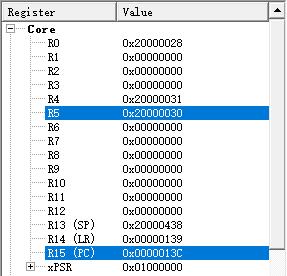 Register Value
Core
R0 0x20000028
R1 0x00000000
R2 0x00000000
R3 0x00000000
R4 0x20000031
R5 0x20000030
R6 0x00000000
R7 0x00000000
R8 0x00000000
R9 0x00000000
R10 0x00000000
R11 0x00000000
R12 0x00000000
R13 (SP) 0x20000438
R14 (LR) 0x00000139
R15 (PC) 0x0000013C
xPSR 0x01000000